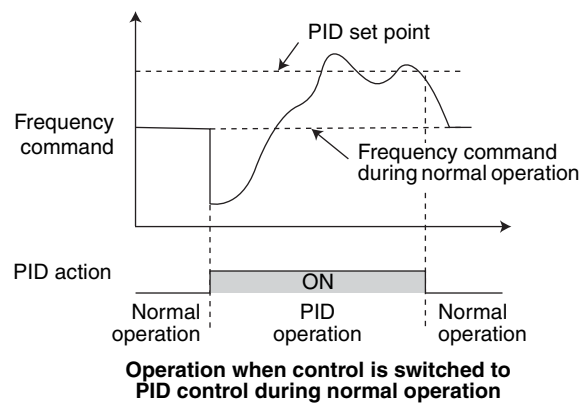 PID set point
Frequency
command
Frequency command
during normal operation
PID action
ON
Normal
operation
PID
operation
Normal
operation
Operation when control is switched to
PID control during normal operation